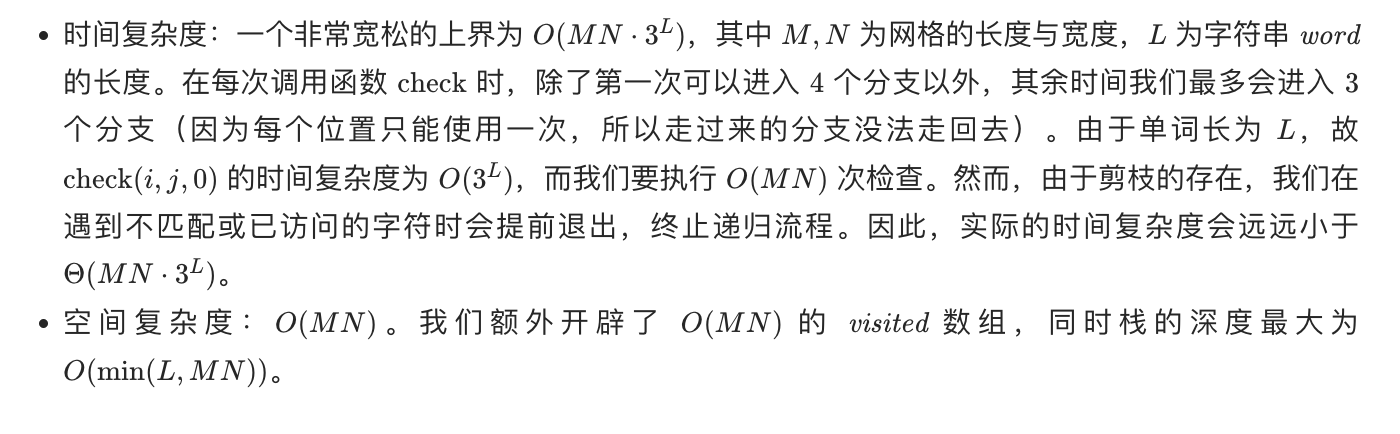 • 时间复杂度：一个非常宽松的上界为 O(MN · 3^L)，其中 M, N 为网格的长度与宽度，L 为字符串 word
的长度。在每次调用函数 check 时，除了第一次可以进入 4 个分支以外，其余时间我们最多会进入 3
个分支（因为每个位置只能使用一次，所以走过来的分支没法走回去）。由于单词长为 L，故
check(i, j, 0) 的时间复杂度为 O(3^L)，而我们要执行 O(MN) 次检查。然而，由于剪枝的存在，我们在
遇到不匹配或已访问的字符时会提前退出，终止递归流程。因此，实际的时间复杂度会远远小于
Θ(MN · 3^L)。
• 空间复杂度：O(MN)。我们额外开辟了 O(MN) 的 visited 数组，同时栈的深度最大为
O(min(L, MN))。